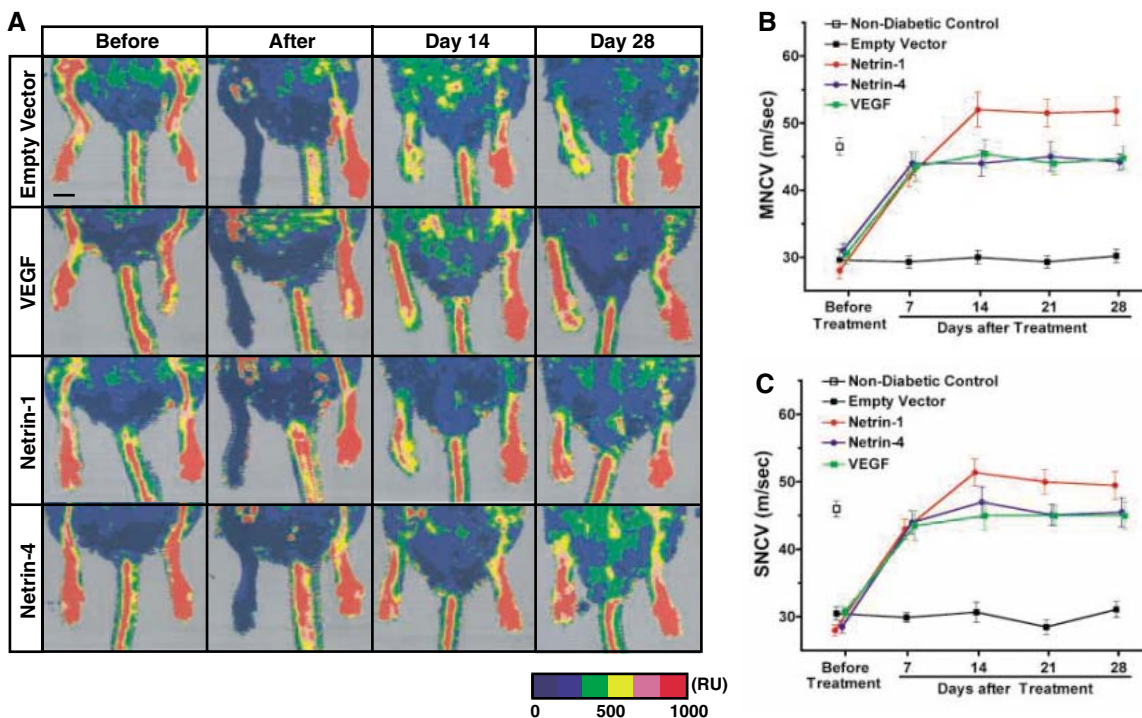 A
Before After Day 14 Day 28
Empty Vector
VEGF
Netrin-1
Netrin-4
(RU)
0 500 1000
B
Non-Diabetic Control
Empty Vector
Netrin-1
Netrin-4
VEGF
MNCV (m/sec)
60
50
40
30
Before Treatment
7 14 21 28
Days after Treatment
C
Non-Diabetic Control
Empty Vector
Netrin-1
Netrin-4
VEGF
SNCV (m/sec)
60
50
40
30
Before Treatment
7 14 21 28
Days after Treatment